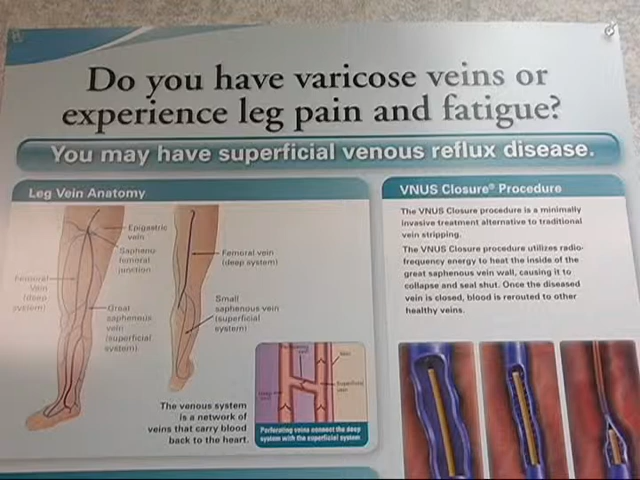 Do you have varicose veins or
experience leg pain and fatigue?
You may have superficial venous reflux disease.
Leg Vein Anatomy
Epigastric
vein
Sapheno
femoral
junction
Femoral
Vein
(deep
system)
Great
saphenous
vein
(superficial
system)
Femoral vein
(deep system)
Small
saphenous vein
(superficial
system)
The venous system
is a network of
veins that carry blood
back to the heart.
Perforating veins connect the deep
system with the superficial system
VNUS Closure® Procedure
The VNUS Closure procedure is a minimally
invasive treatment alternative to traditional
vein stripping.
The VNUS Closure procedure utilizes radio-
frequency energy to heat the inside of the
great saphenous vein wall, causing it to
collapse and seal shut. Once the diseased
vein is closed, blood is rerouted to other
healthy veins.